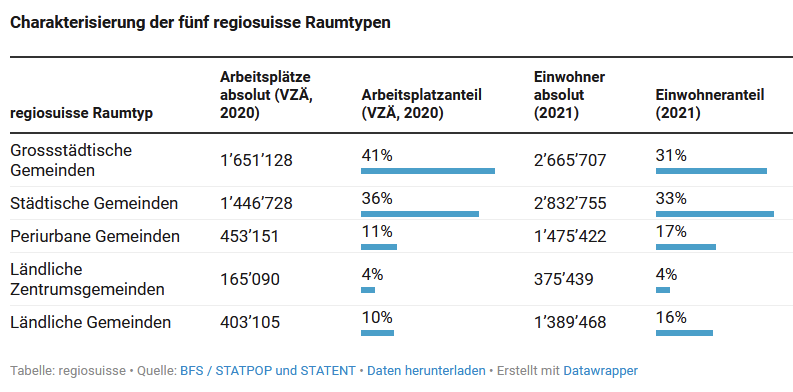 Charakterisierung der fünf regiosuisse Raumtypen
regiosuisse Raumtyp
Arbeitsplätze
absolut (VZÄ,
2020)
Arbeitsplatzanteil
(VZÄ, 2020)
Einwohner
absolut
(2021)
Einwohneranteil
(2021)
Grossstädtische
Gemeinden
1’651’128
41%
2’665’707
31%
Städtische Gemeinden
1’446’728
36%
2’832’755
33%
Periurbane Gemeinden
453’151
11%
1’475’422
17%
Ländliche
Zentrumsgemeinden
165’090
4%
375’439
4%
Ländliche Gemeinden
403’105
10%
1’389’468
16%
Tabelle: regiosuisse • Quelle: BFS / STATPOP und STATENT • Daten herunterladen • Erstellt mit Datawrapper